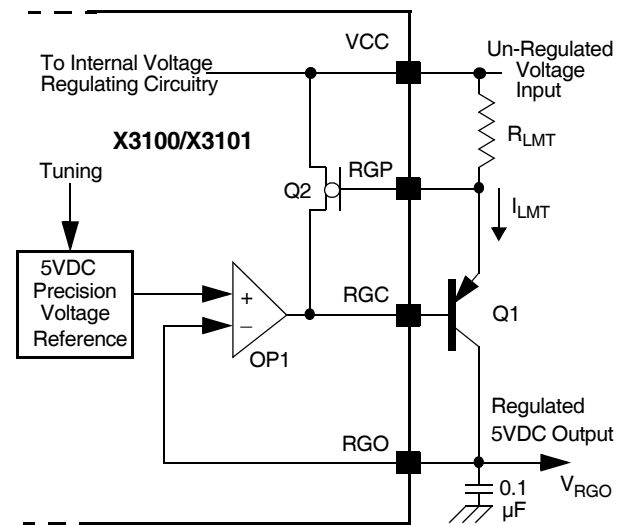 VCC
To Internal Voltage
Regulating Circuitry
Un-Regulated
Voltage
Input
X3100/X3101
RLMT
Tuning
RGP
Q2
ILMT
5VDC
Precision
Voltage
Reference
+
–
RGC
Q1
OP1
Regulated
5VDC Output
RGO
VRGO
0.1
µF